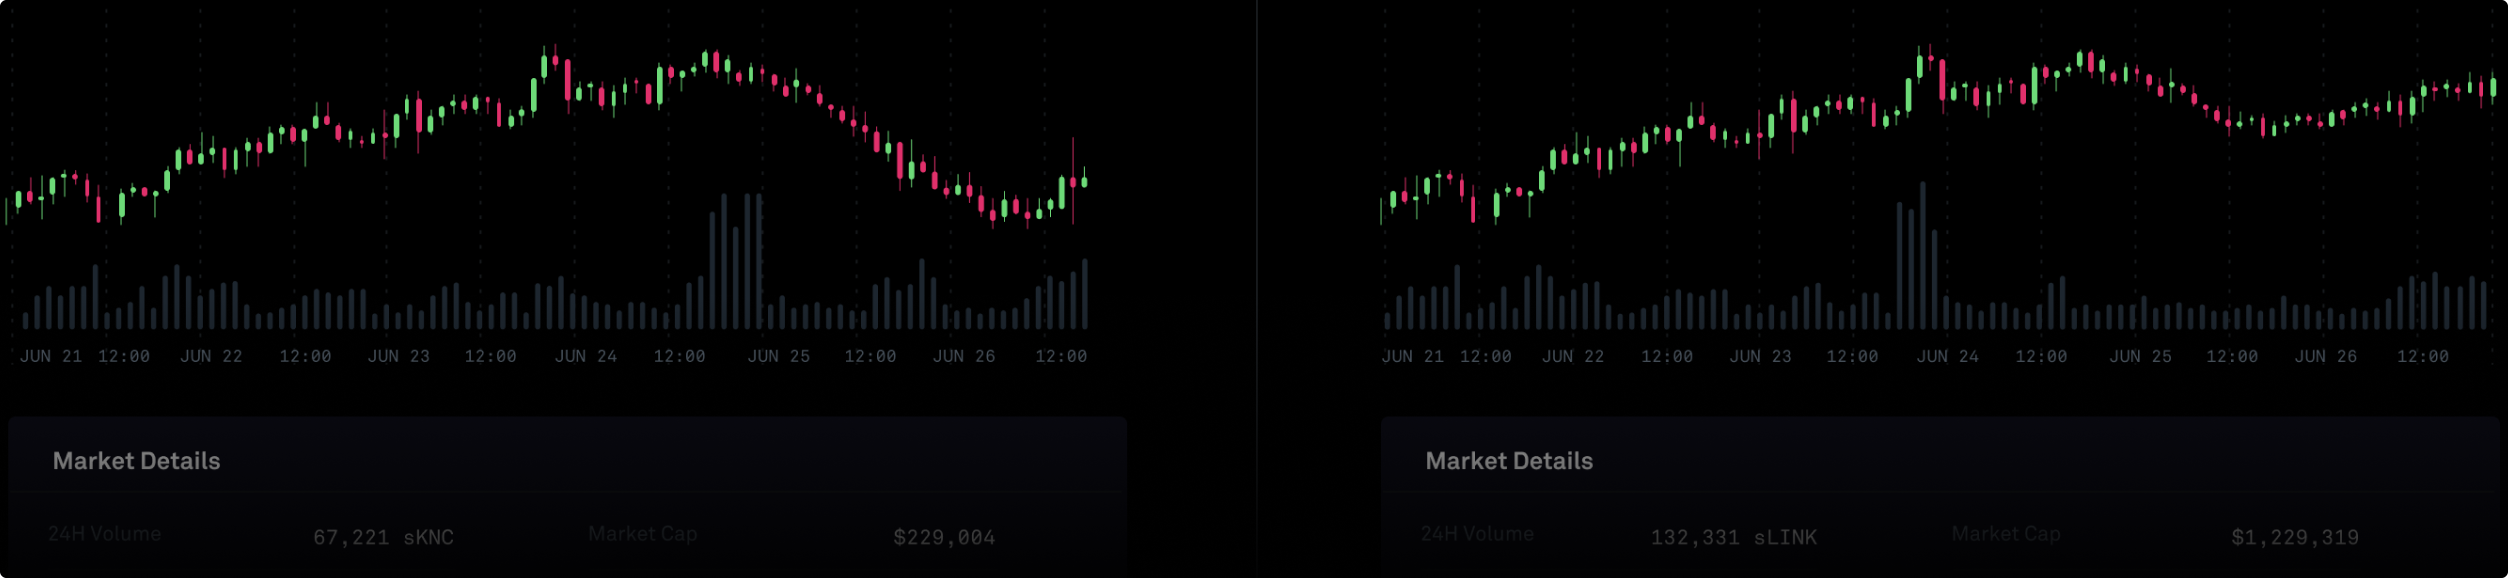 JUN 21 12:00 JUN 22 12:00 JUN 23 12:00 JUN 24 12:00 JUN 25 12:00 JUN 26 12:00
Market Details
24H Volume 67,221 sKNC Market Cap $229,004
JUN 21 12:00 JUN 22 12:00 JUN 23 12:00 JUN 24 12:00 JUN 25 12:00 JUN 26 12:00
Market Details
24H Volume 132,331 sLINK Market Cap $1,229,319